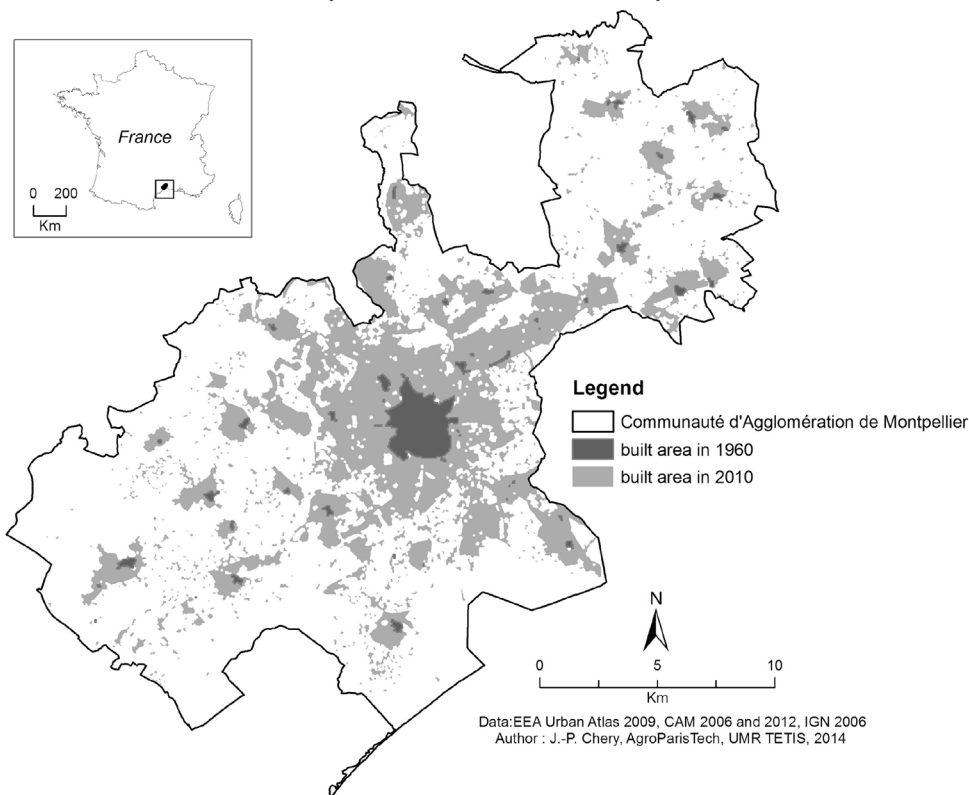 France
0 200
Km
Legend
Communauté d'Agglomération de Montpellier
built area in 1960
built area in 2010
N
0 5 10
Km
Data:EEA Urban Atlas 2009, CAM 2006 and 2012, IGN 2006
Author : J.-P. Chery, AgroParisTech, UMR TETIS, 2014